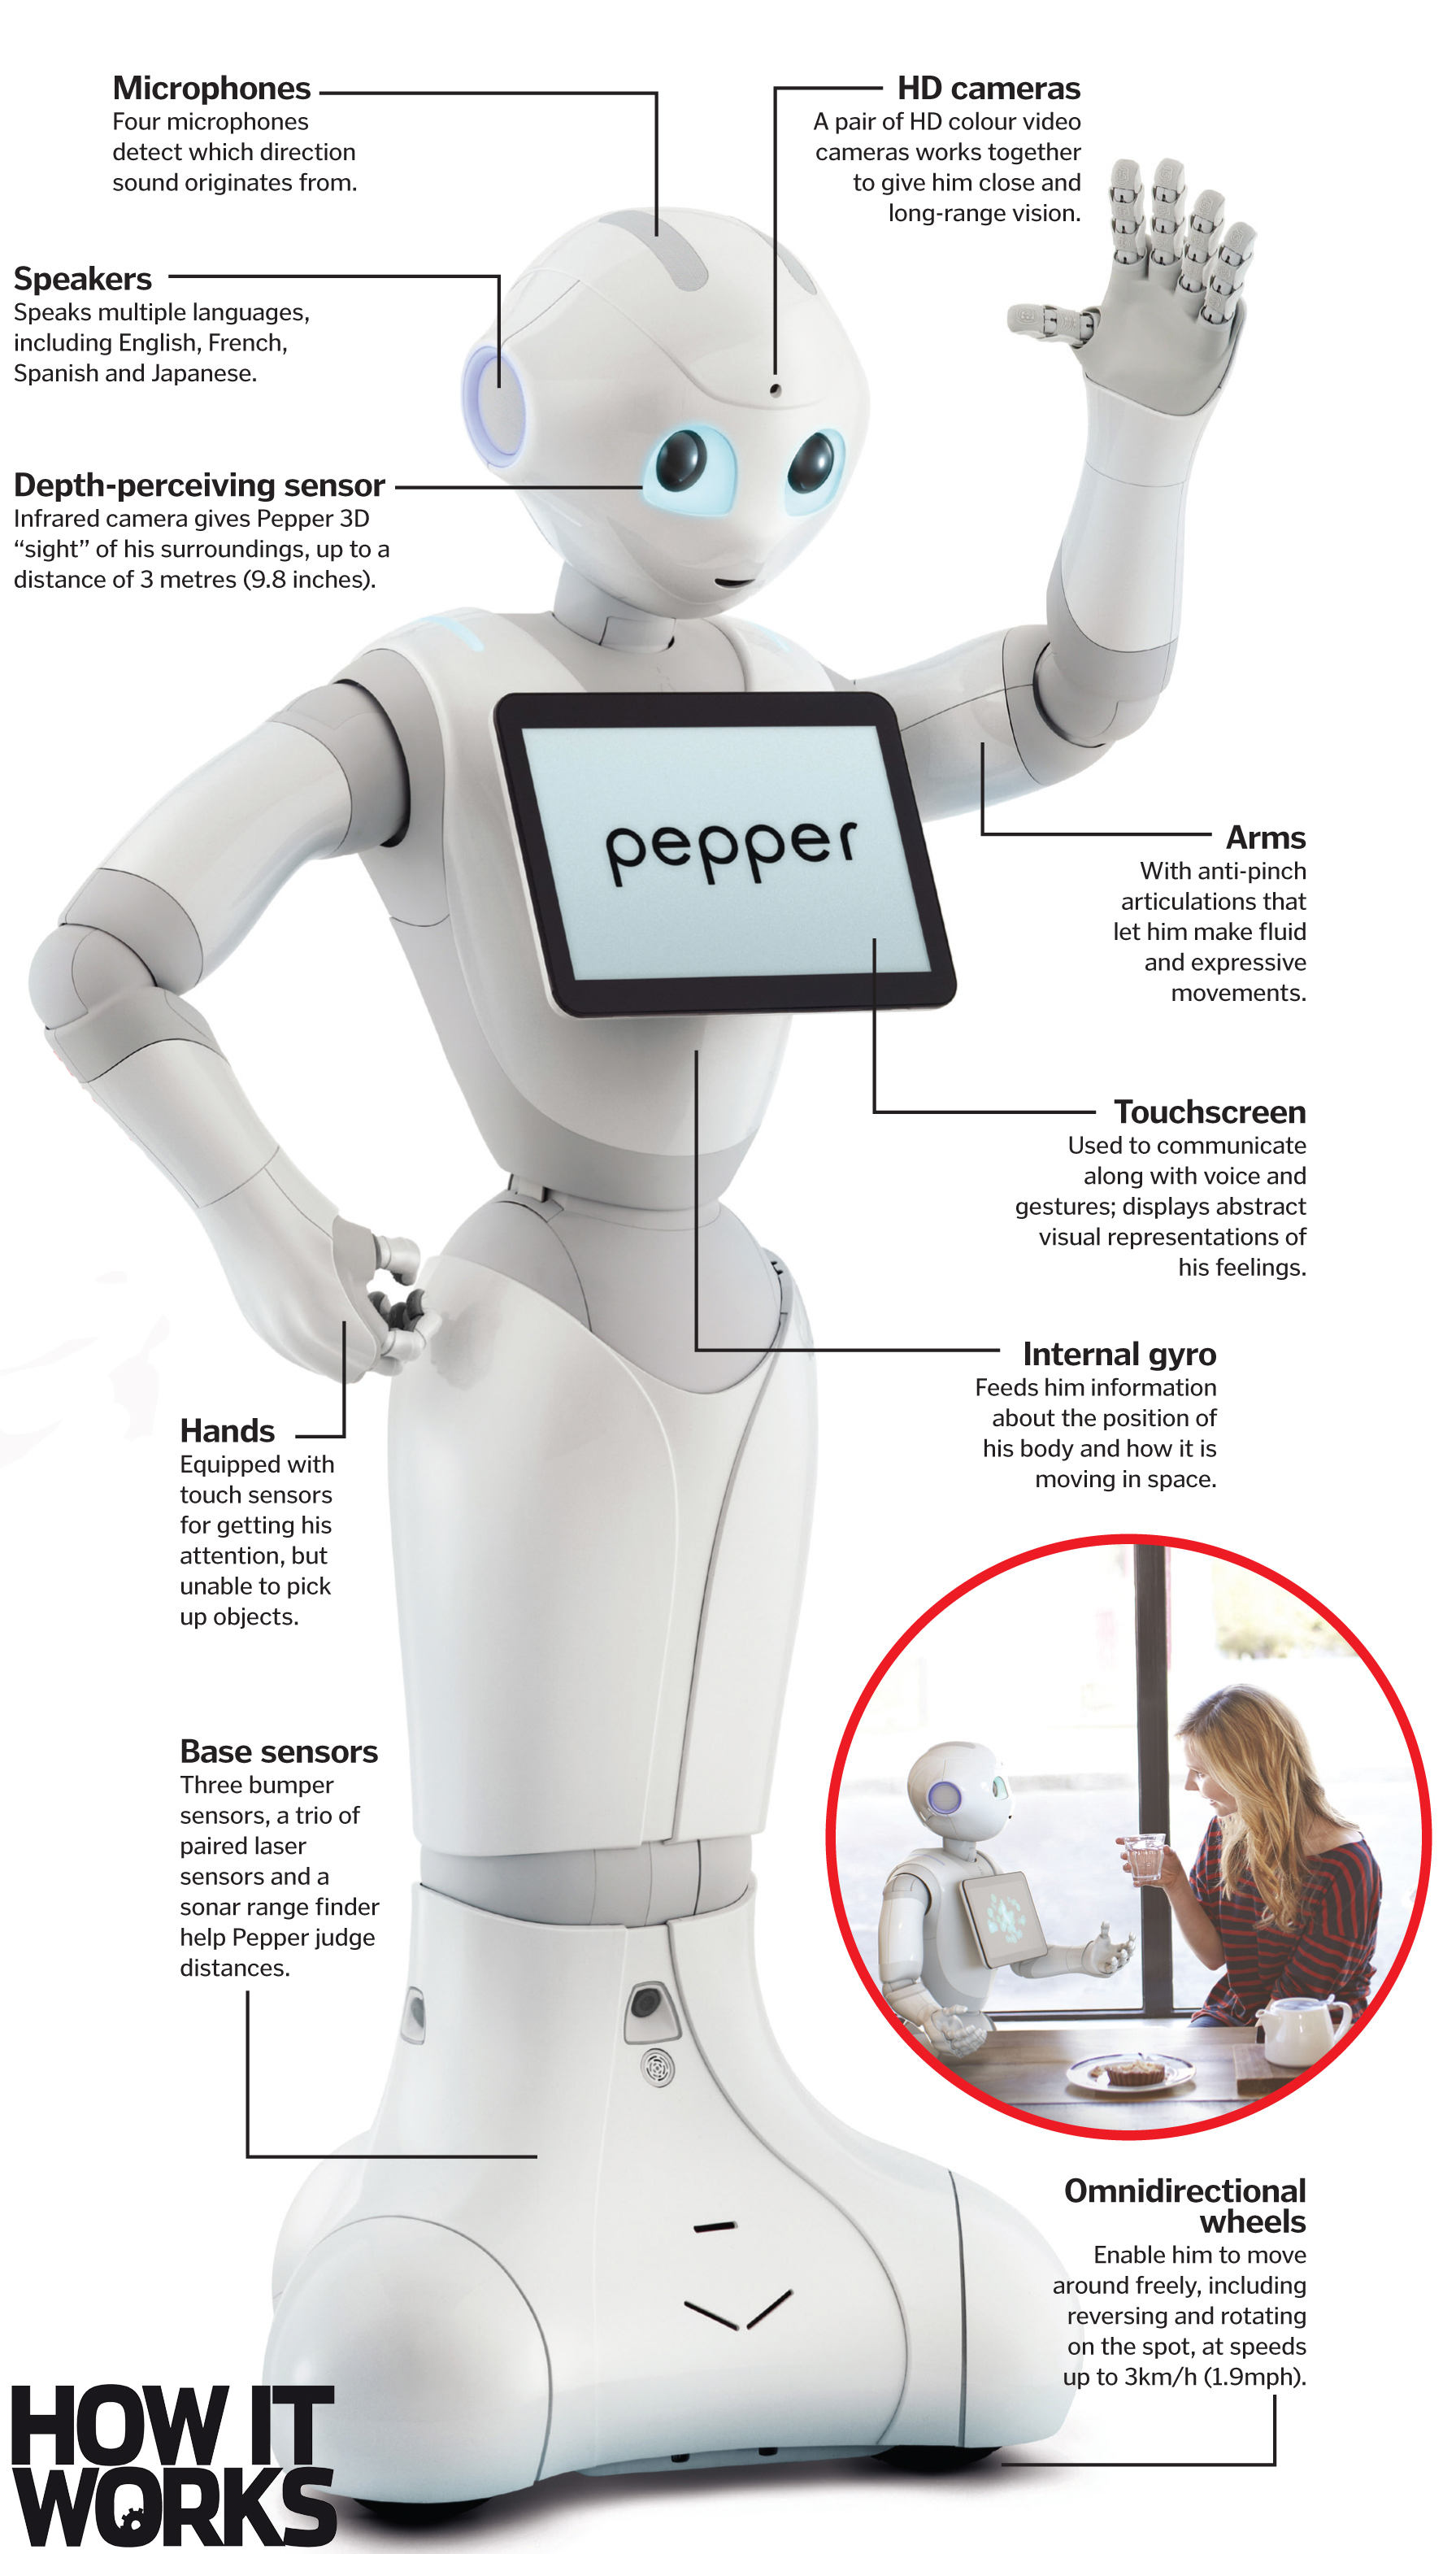 Microphones
Four microphones
detect which direction
sound originates from.
HD cameras
A pair of HD colour video
cameras works together
to give him close and
long-range vision.
Speakers
Speaks multiple languages,
including English, French,
Spanish and Japanese.
Depth-perceiving sensor
Infrared camera gives Pepper 3D
“sight” of his surroundings, up to a
distance of 3 metres (9.8 inches).
pepper
Arms
With anti-pinch
articulations that
let him make fluid
and expressive
movements.
Touchscreen
Used to communicate
along with voice and
gestures; displays abstract
visual representations of
his feelings.
Internal gyro
Feeds him information
about the position of
his body and how it is
moving in space.
Hands
Equipped with
touch sensors
for getting his
attention, but
unable to pick
up objects.
Base sensors
Three bumper
sensors, a trio of
paired laser
sensors and a
sonar range finder
help Pepper judge
distances.
Omnidirectional
wheels
Enable him to move
around freely, including
reversing and rotating
on the spot, at speeds
up to 3km/h (1.9mph).
HOW IT
WORKS